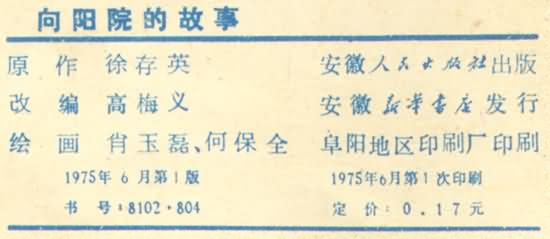 向阳院的故事
原作 徐存英 安徽人民出版社出版
改编 高梅义 安徽新华书店发行
绘画 肖玉磊、何保全 阜阳地区印刷厂印刷
1975年6月第1版 1975年6月第1次印刷
书号:8102·804 定价:0.17元